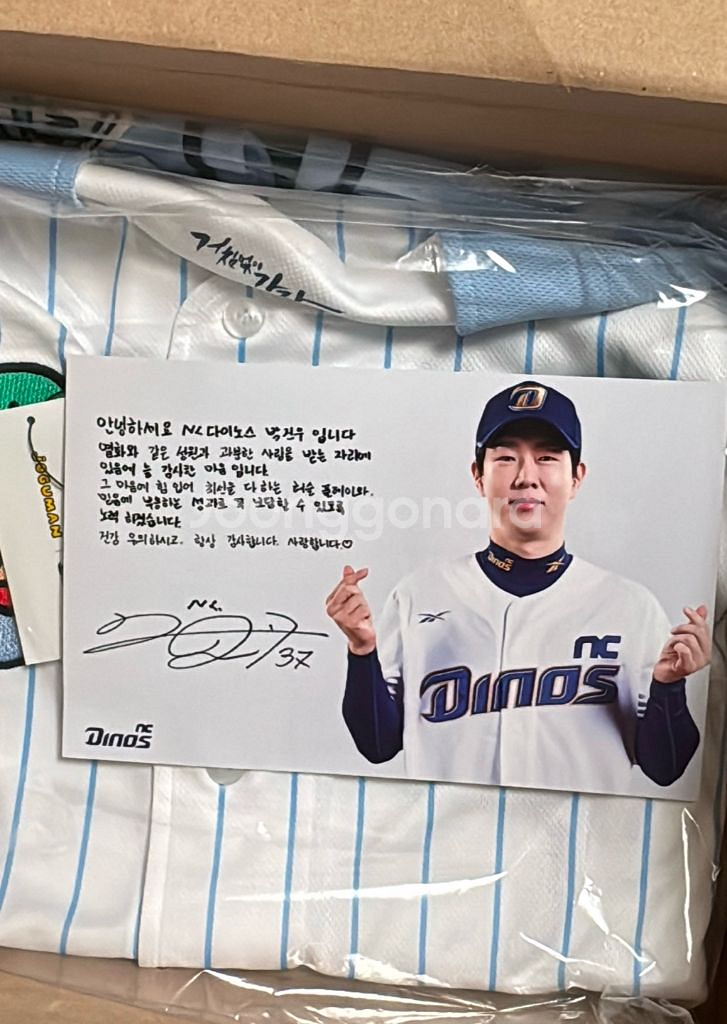 거침없이
가자
JOGUMAN
안녕하세요 NC다이노스 박건우 입니다
영화와 같은 성원과 과분한 사랑을 받는 자리에
있음에 늘 감사한 마음 입니다.
그 마음에 힘 입어 최선을 다 하는 허슬 플레이와.
믿음에 부응하는 성과로 꼭 보답할 수 있도록
노력 하겠습니다.
건강 유의하시고. 항상 감사합니다. 사랑합니다♡
NC.
37
NC
Dinos
D
Dinos
NC
Dinos
joonggonara